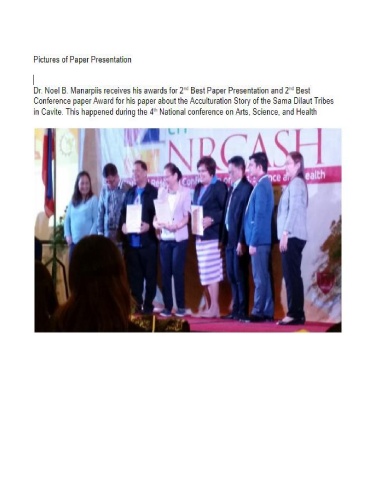 Pictures of Paper Presentation
Dr. Noel B. Manarpiis receives his awards for 2nd Best Paper Presentation and 2nd Best
Conference paper Award for his paper about the Acculturation Story of the Sama Dilaut Tribes
in Cavite. This happened during the 4th National conference on Arts, Science, and Health
NRCASH